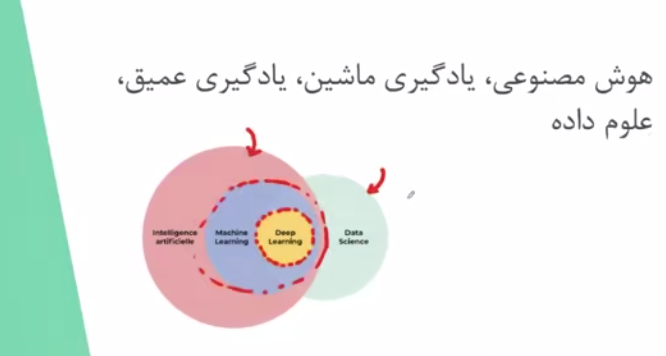 هوش مصنوعی، یادگیری ماشین، یادگیری عمیق،
علوم داده
Intelligence
artificielle
Machine
Learning
Deep
Learning
Data
Science